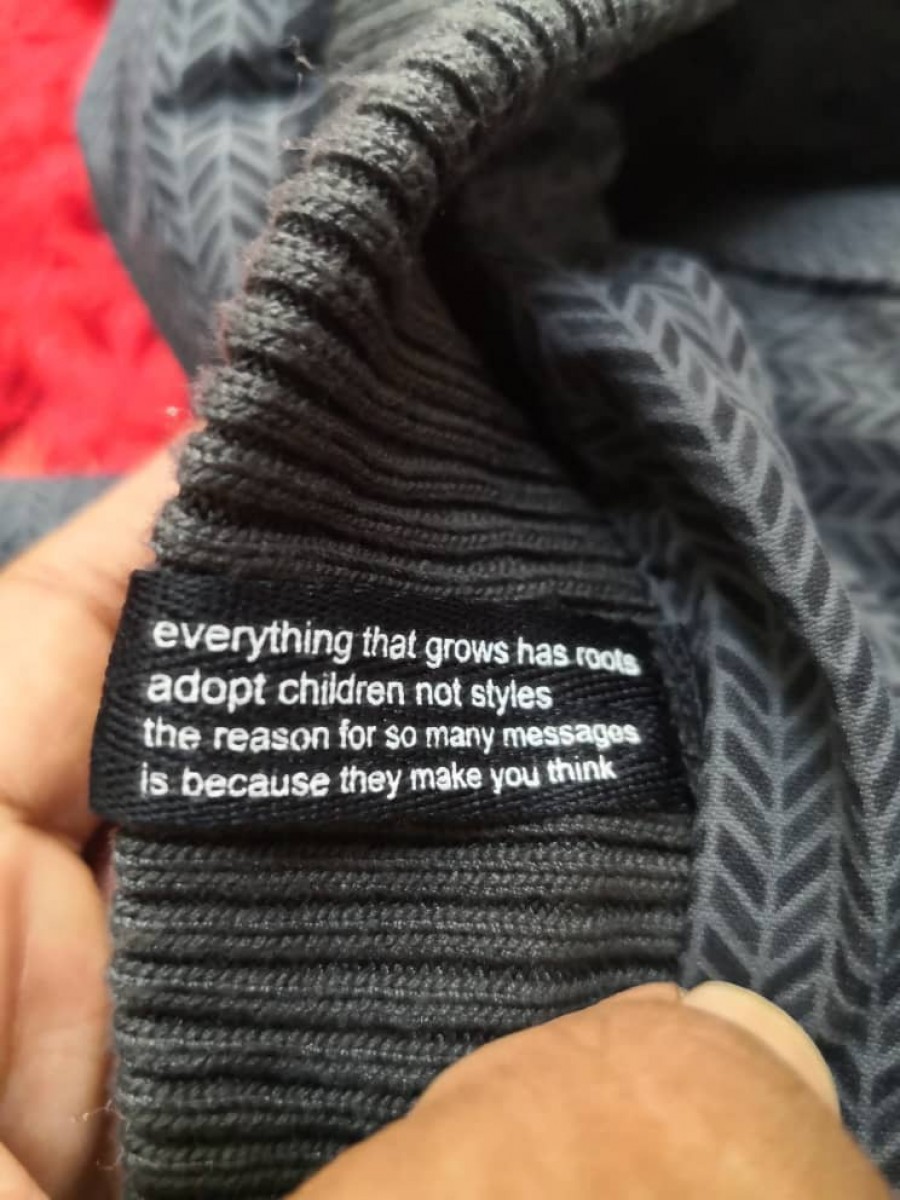 everything that grows has roots
adopt children not styles
the reason for so many messages
is because they make you think